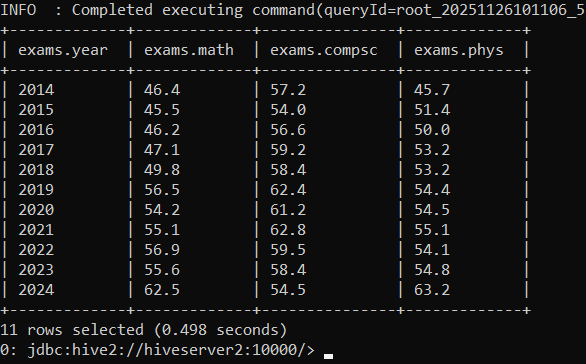 INFO  : Completed executing command(queryId=root_20251126101106_5
+-------------+-------------+---------------+-------------+
| exams.year  | exams.math  | exams.compsc  | exams.phys  |
+-------------+-------------+---------------+-------------+
| 2014        | 46.4        | 57.2          | 45.7        |
| 2015        | 45.5        | 54.0          | 51.4        |
| 2016        | 46.2        | 56.6          | 50.0        |
| 2017        | 47.1        | 59.2          | 53.2        |
| 2018        | 49.8        | 58.4          | 53.2        |
| 2019        | 56.5        | 62.4          | 54.4        |
| 2020        | 54.2        | 61.2          | 54.5        |
| 2021        | 55.1        | 62.8          | 55.1        |
| 2022        | 56.9        | 59.5          | 54.1        |
| 2023        | 55.6        | 58.4          | 54.8        |
| 2024        | 62.5        | 54.5          | 63.2        |
+-------------+-------------+---------------+-------------+
11 rows selected (0.498 seconds)
0: jdbc:hive2://hiveserver2:10000/>